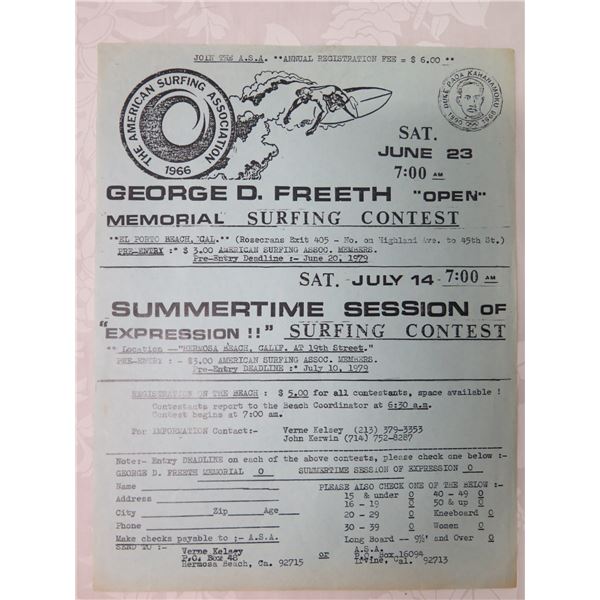 JOIN THE A.S.A. **ANNUAL REGISTRATION FEE = $ 6.00 **
THE AMERICAN SURFING ASSOCIATION
1966
DUKE PAOA KAHANAMOKU
1890 1968
SAT.
JUNE 23
7:00 AM
GEORGE D. FREETH "OPEN"
MEMORIAL SURFING CONTEST
**EL PORTO BEACH, CAL.** (Rosecrans Exit 405 - No. on Highland Ave. to 45th St.)
PRE-ENTRY :* $ 3.00 AMERICAN SURFING ASSOC. MEMBERS.
Pre-Entry Deadline :- June 20, 1979
SAT. JULY 14 - 7:00 AM
SUMMERTIME SESSION OF
"EXPRESSION !!" SURFING CONTEST
** Location --"HERMOSA BEACH, CALIF. AT 19th Street."
PRE-ENTRY : - $3.00 AMERICAN SURFING ASSOC. MEMBERS.
Pre-Entry DEADLINE :* July 10, 1979
REGISTRATION ON THE BEACH : $ 5.00 for all contestants, space available !
Contestants report to the Beach Coordinator at 6:30 a.m.
Contest begins at 7:00 am.
For INFORMATION Contact:- Verne Kelsey (213) 379-3353
John Kerwin (714) 752-8287
Note:- Entry DEADLINE on each of the above contests, please check one below :-
GEORGE D. FREETH MEMORIAL O SUMMERTIME SESSION OF EXPRESSION O
Name PLEASE ALSO CHECK ONE OF THE BELOW :-
Address 15 & under O 40 - 49 O
City Zip Age 16 - 19 O 50 & up O
20 - 29 O Kneeboard O
Phone 30 - 39 O Women O
Make checks payable to ;- A.S.A. Long Board -- 9½' and Over O
SEND TO :- Verne Kelsey or A.S.A.
P.O. Box 48 P.O. Box 16094
Hermosa Beach, Ca. 92715 Irvine, Cal. 92713